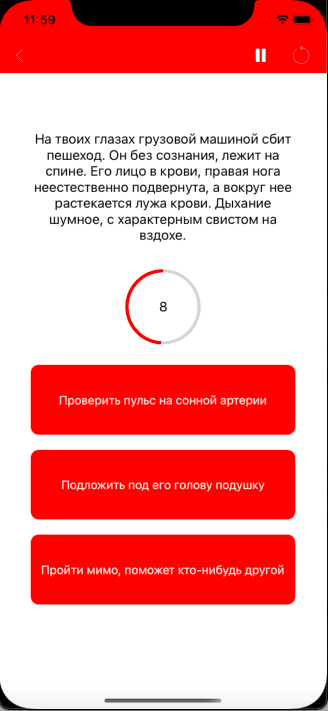 11:59
На твоих глазах грузовой машиной сбит
пешеход. Он без сознания, лежит на
спине. Его лицо в крови, правая нога
неестественно подвернута, а вокруг нее
растекается лужа крови. Дыхание
шумное, с характерным свистом на
вздохе.
8
Проверить пульс на сонной артерии
Подложить под его голову подушку
Пройти мимо, поможет кто-нибудь другой